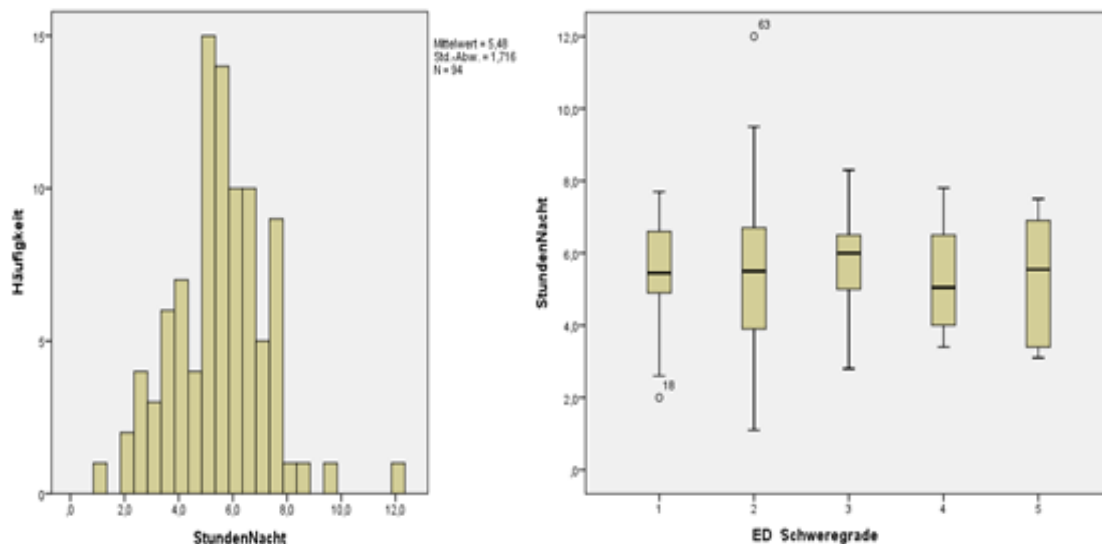 15
10
5
0
Häufigkeit
,0 2,0 4,0 6,0 8,0 10,0 12,0
StundenNacht
Mittelwert = 5,48
Std.-Abw. = 1,716
N = 94
12,0
10,0
8,0
6,0
4,0
2,0
,0
StundenNacht
63
18
1 2 3 4 5
ED Schweregrade